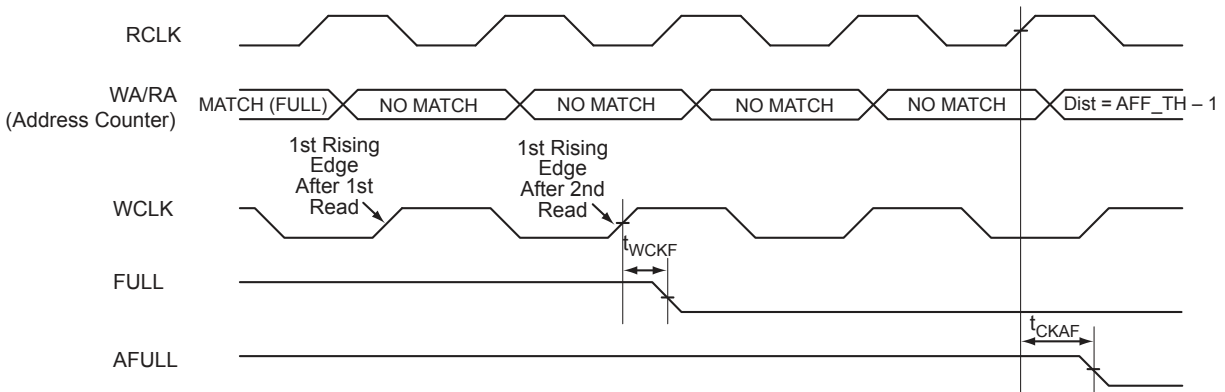 RCLK
WA/RA
(Address Counter)
MATCH (FULL)
NO MATCH
NO MATCH
NO MATCH
NO MATCH
Dist = AFF_TH – 1
1st Rising
Edge
After 1st
Read
1st Rising
Edge
After 2nd
Read
WCLK
tWCKF
FULL
tCKAF
AFULL